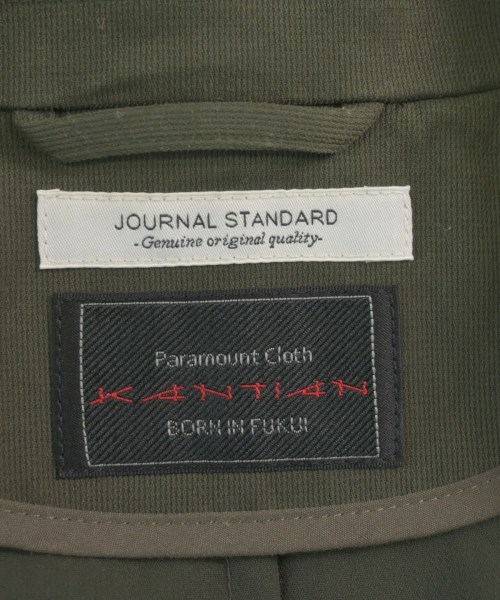 JOURNAL STANDARD
-Genuine original quality-
Paramount Cloth
KANTIAN
BORN IN FUKUI